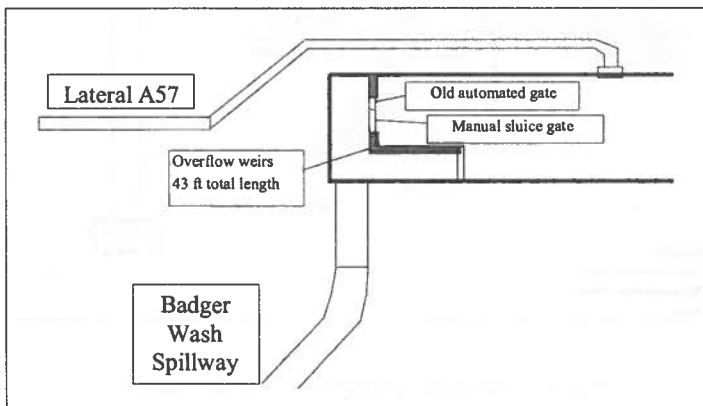 Lateral A57
Old automated gate
Manual sluice gate
Overflow weirs
43 ft total length
Badger
Wash
Spillway